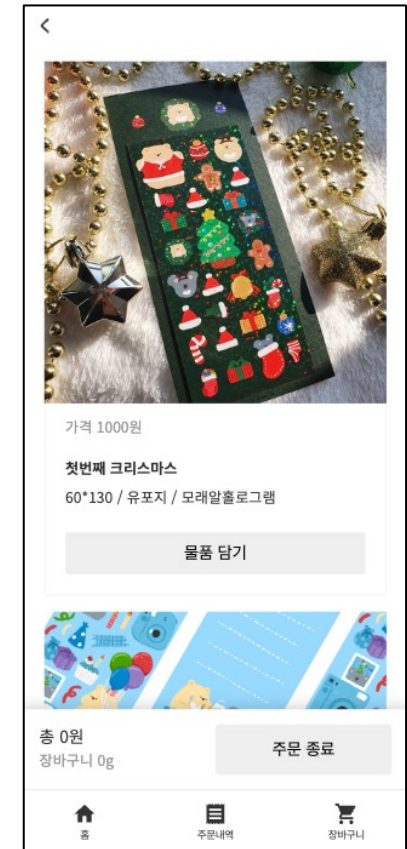 가격 1000원
첫번째 크리스마스
60*130 / 유포지 / 모래알홀로그램
물품 담기
총 0원
장바구니 0g
주문 종료
홈
주문내역
장바구니